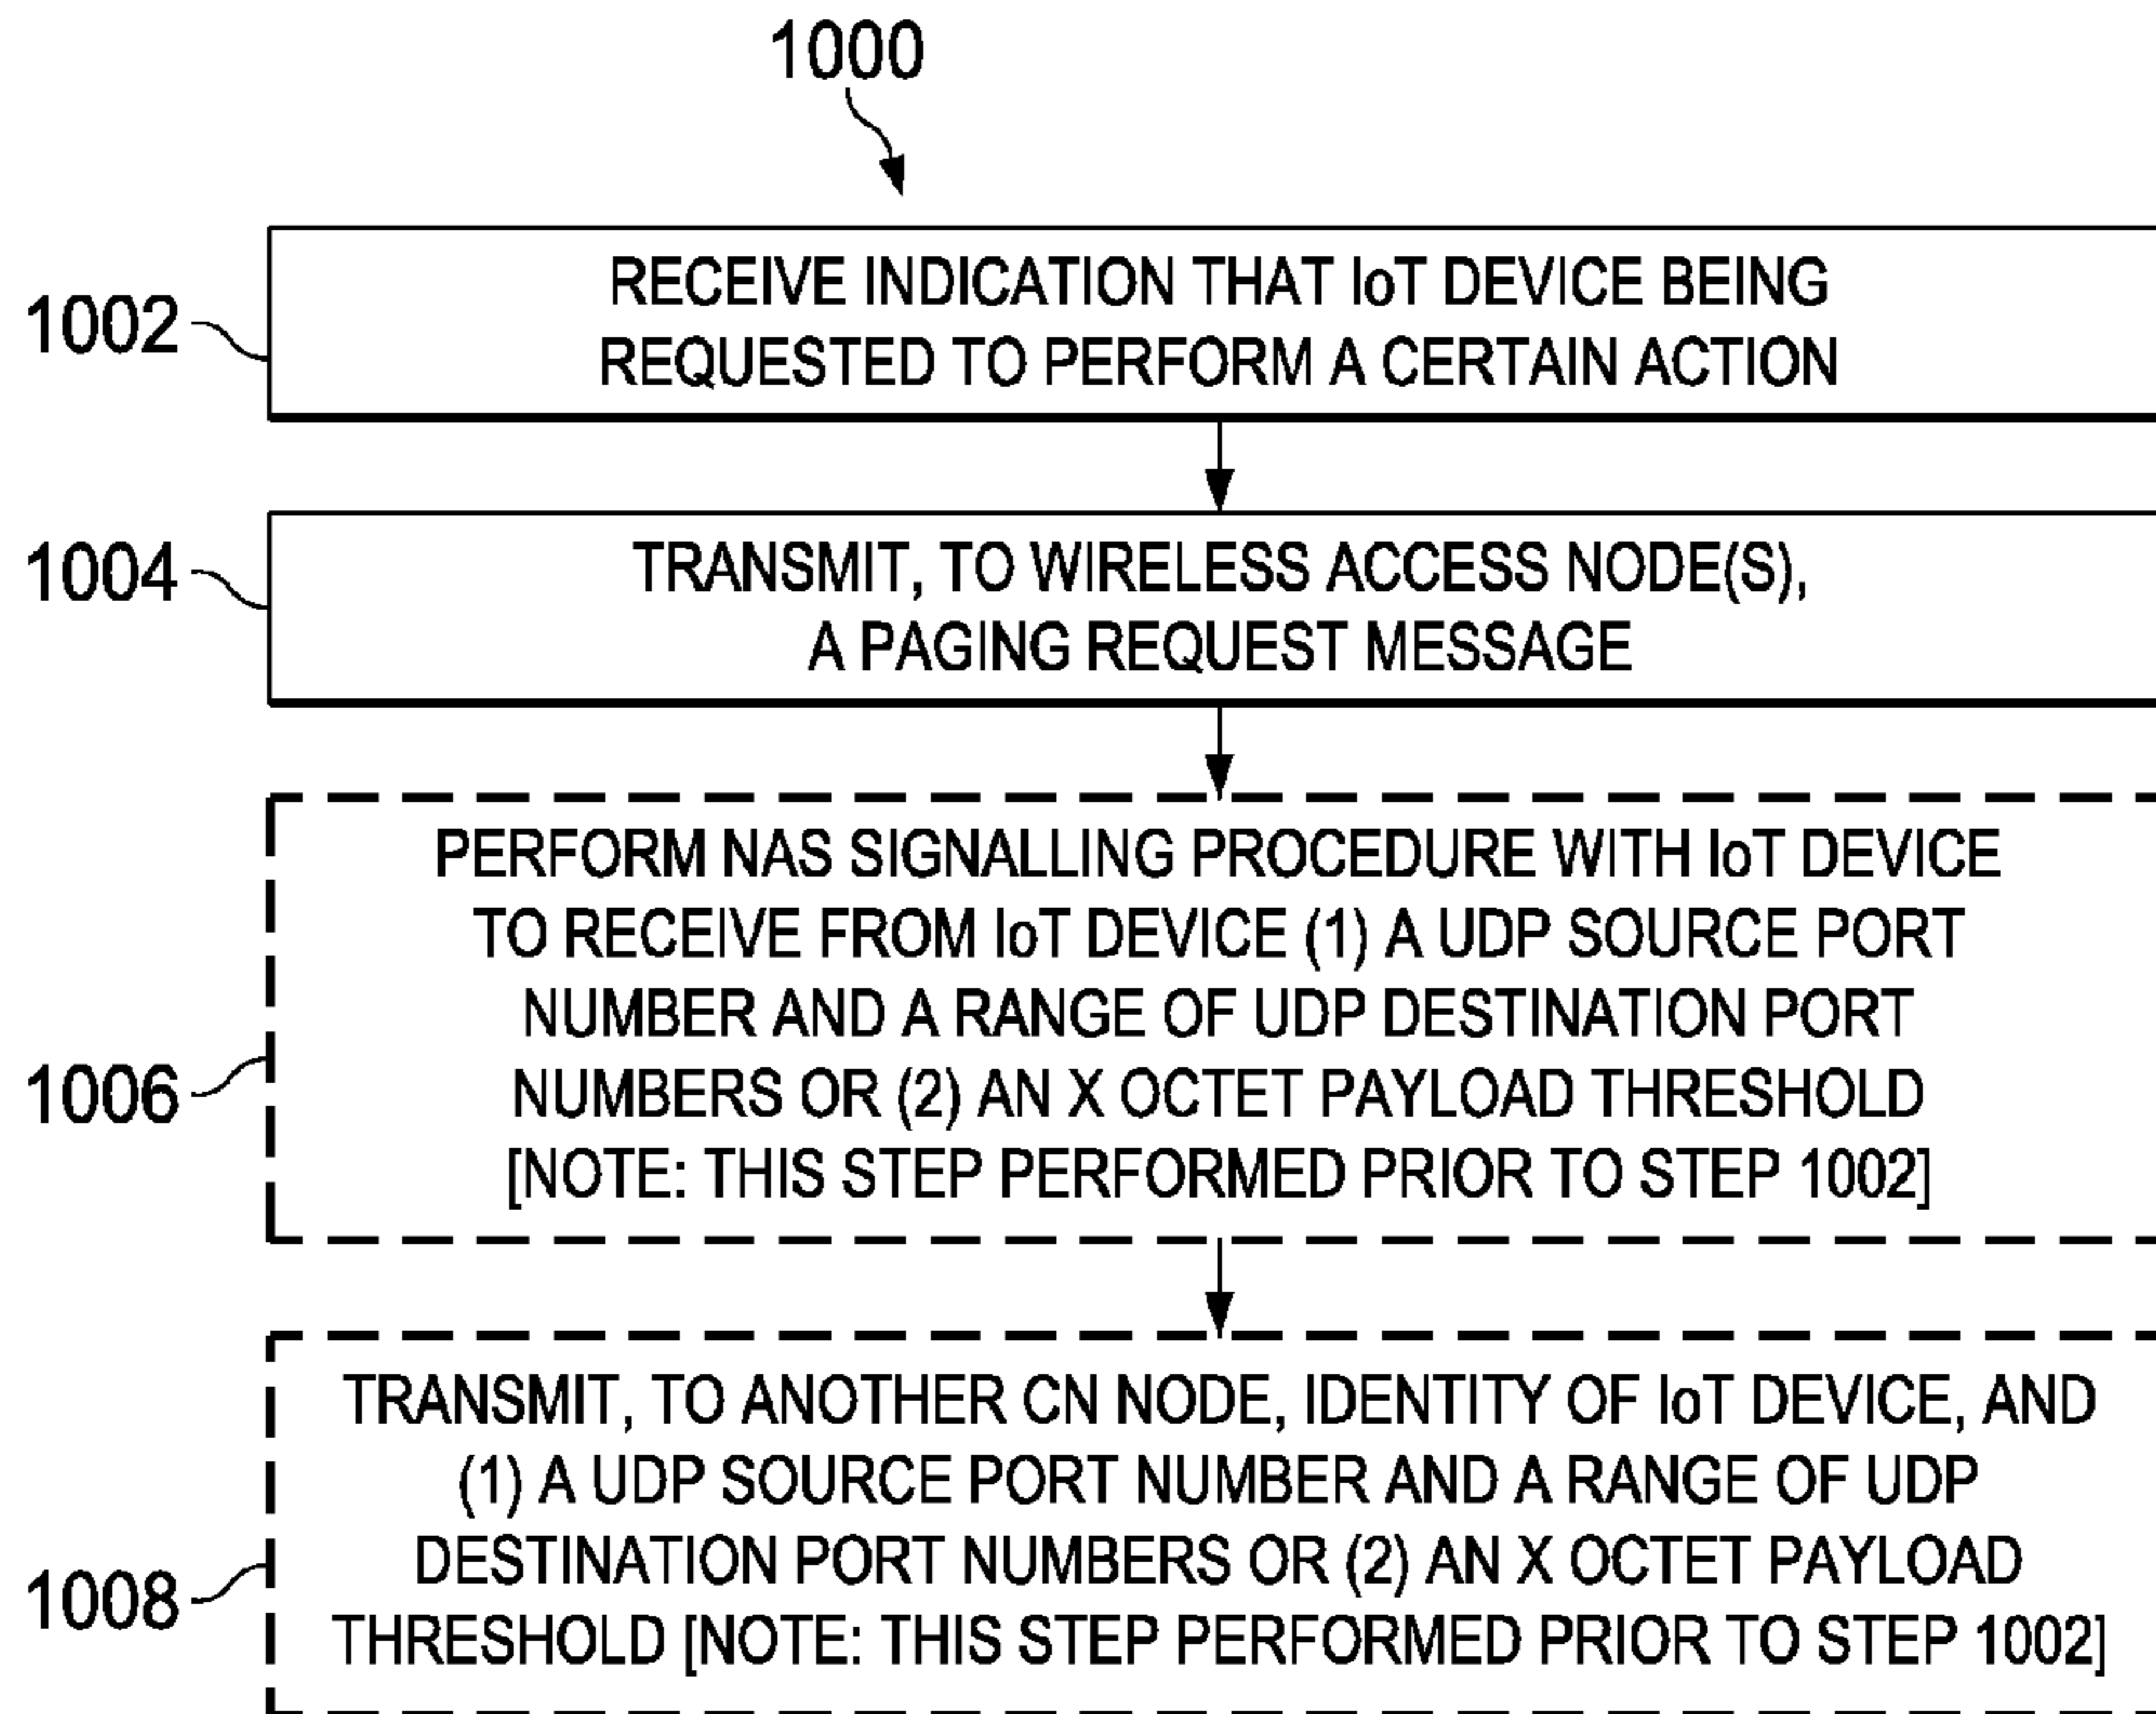 1000
1002
RECEIVE INDICATION THAT IoT DEVICE BEING
REQUESTED TO PERFORM A CERTAIN ACTION
1004
TRANSMIT, TO WIRELESS ACCESS NODE(S),
A PAGING REQUEST MESSAGE
1006
PERFORM NAS SIGNALLING PROCEDURE WITH IoT DEVICE
TO RECEIVE FROM IoT DEVICE (1) A UDP SOURCE PORT
NUMBER AND A RANGE OF UDP DESTINATION PORT
NUMBERS OR (2) AN X OCTET PAYLOAD THRESHOLD
[NOTE: THIS STEP PERFORMED PRIOR TO STEP 1002]
1008
TRANSMIT, TO ANOTHER CN NODE, IDENTITY OF IoT DEVICE, AND
(1) A UDP SOURCE PORT NUMBER AND A RANGE OF UDP
DESTINATION PORT NUMBERS OR (2) AN X OCTET PAYLOAD
THRESHOLD [NOTE: THIS STEP PERFORMED PRIOR TO STEP 1002]